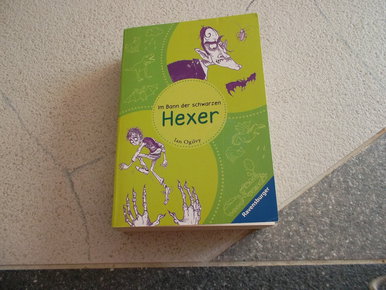 im Bann der schwarzen
Hexer
Ian Ogilvy
Ravensburger